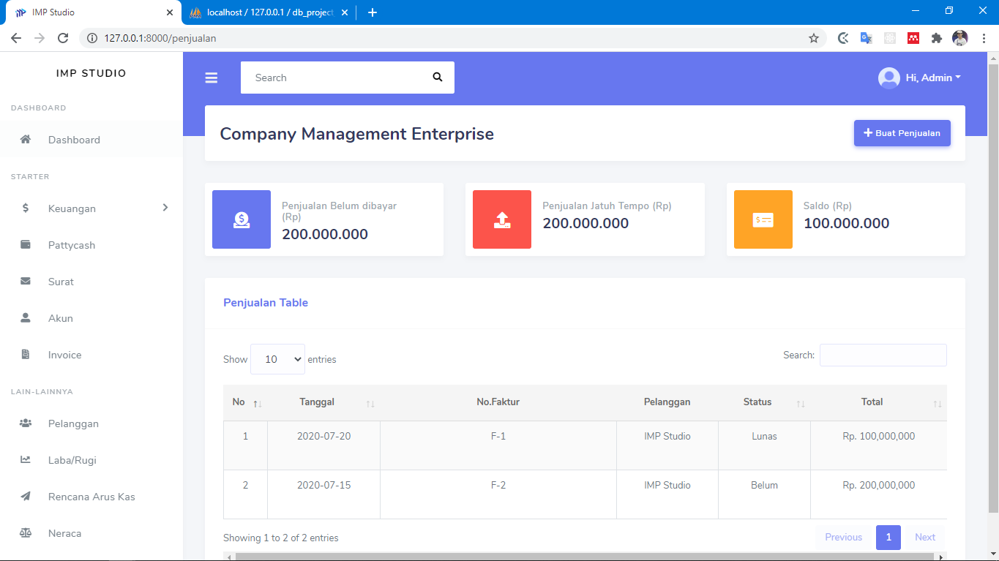 IMP Studio
localhost / 127.0.0.1 / db_project
127.0.0.1:8000/penjualan
IMP STUDIO
DASHBOARD
Dashboard
STARTER
Keuangan
Pattycash
Surat
Akun
Invoice
LAIN-LAINNYA
Pelanggan
Laba/Rugi
Rencana Arus Kas
Neraca
Search
Hi, Admin
Company Management Enterprise
Buat Penjualan
Penjualan Belum dibayar
(Rp)
200.000.000
Penjualan Jatuh Tempo (Rp)
200.000.000
Saldo (Rp)
100.000.000
Penjualan Table
Show 10 entries
Search:
No Tanggal No.Faktur Pelanggan Status Total
1 2020-07-20 F-1 IMP Studio Lunas Rp. 100,000,000
2 2020-07-15 F-2 IMP Studio Belum Rp. 200,000,000
Showing 1 to 2 of 2 entries
Previous 1 Next